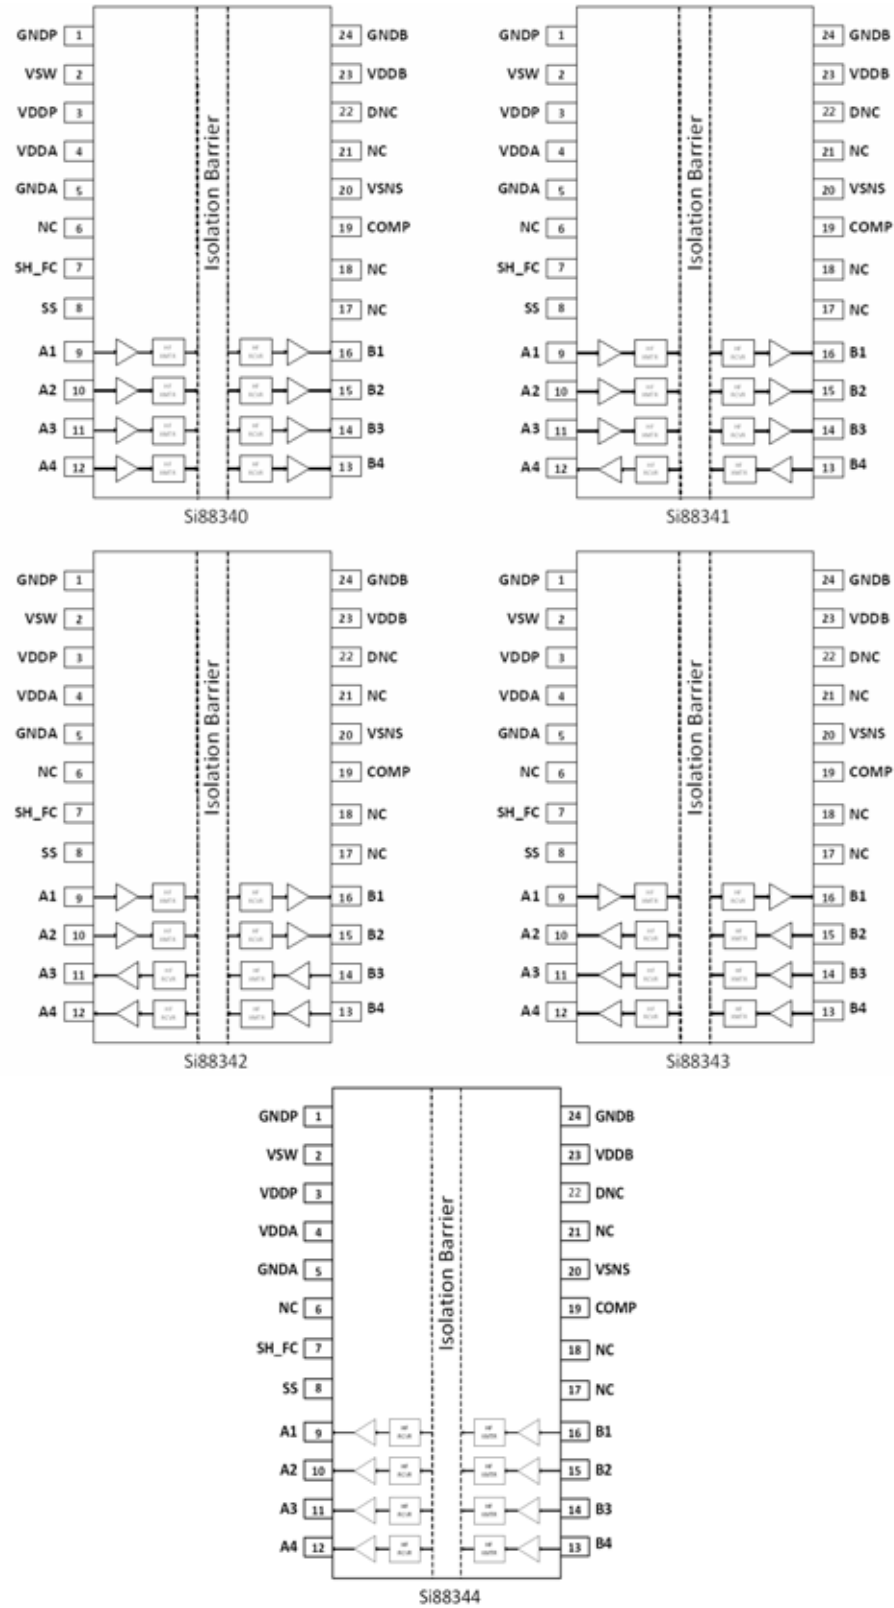 GNDP 1 24 GNDB
VSW 2 23 VDDB
VDDP 3 22 DNC
VDDA 4 21 NC
GNDA 5 20 VSNS
NC 6 19 COMP
SH_FC 7 18 NC
SS 8 17 NC
A1 9 16 B1
A2 10 15 B2
A3 11 14 B3
A4 12 13 B4
Isolation Barrier
Si88340
GNDP 1 24 GNDB
VSW 2 23 VDDB
VDDP 3 22 DNC
VDDA 4 21 NC
GNDA 5 20 VSNS
NC 6 19 COMP
SH_FC 7 18 NC
SS 8 17 NC
A1 9 16 B1
A2 10 15 B2
A3 11 14 B3
A4 12 13 B4
Isolation Barrier
Si88341
GNDP 1 24 GNDB
VSW 2 23 VDDB
VDDP 3 22 DNC
VDDA 4 21 NC
GNDA 5 20 VSNS
NC 6 19 COMP
SH_FC 7 18 NC
SS 8 17 NC
A1 9 16 B1
A2 10 15 B2
A3 11 14 B3
A4 12 13 B4
Isolation Barrier
Si88342
GNDP 1 24 GNDB
VSW 2 23 VDDB
VDDP 3 22 DNC
VDDA 4 21 NC
GNDA 5 20 VSNS
NC 6 19 COMP
SH_FC 7 18 NC
SS 8 17 NC
A1 9 16 B1
A2 10 15 B2
A3 11 14 B3
A4 12 13 B4
Isolation Barrier
Si88343
GNDP 1 24 GNDB
VSW 2 23 VDDB
VDDP 3 22 DNC
VDDA 4 21 NC
GNDA 5 20 VSNS
NC 6 19 COMP
SH_FC 7 18 NC
SS 8 17 NC
A1 9 16 B1
A2 10 15 B2
A3 11 14 B3
A4 12 13 B4
Isolation Barrier
Si88344